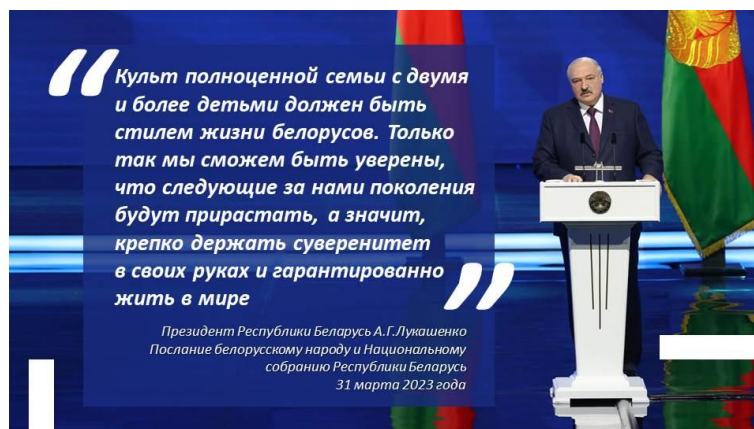 “
Культ полноценной семьи с двумя
и более детьми должен быть
стилем жизни белорусов. Только
так мы сможем быть уверены,
что следующие за нами поколения
будут прирастать, а значит,
крепко держать суверенитет
в своих руках и гарантированно
жить в мире
”
Президент Республики Беларусь А.Г.Лукашенко
Послание белорусскому народу и Национальному
собранию Республики Беларусь
31 марта 2023 года